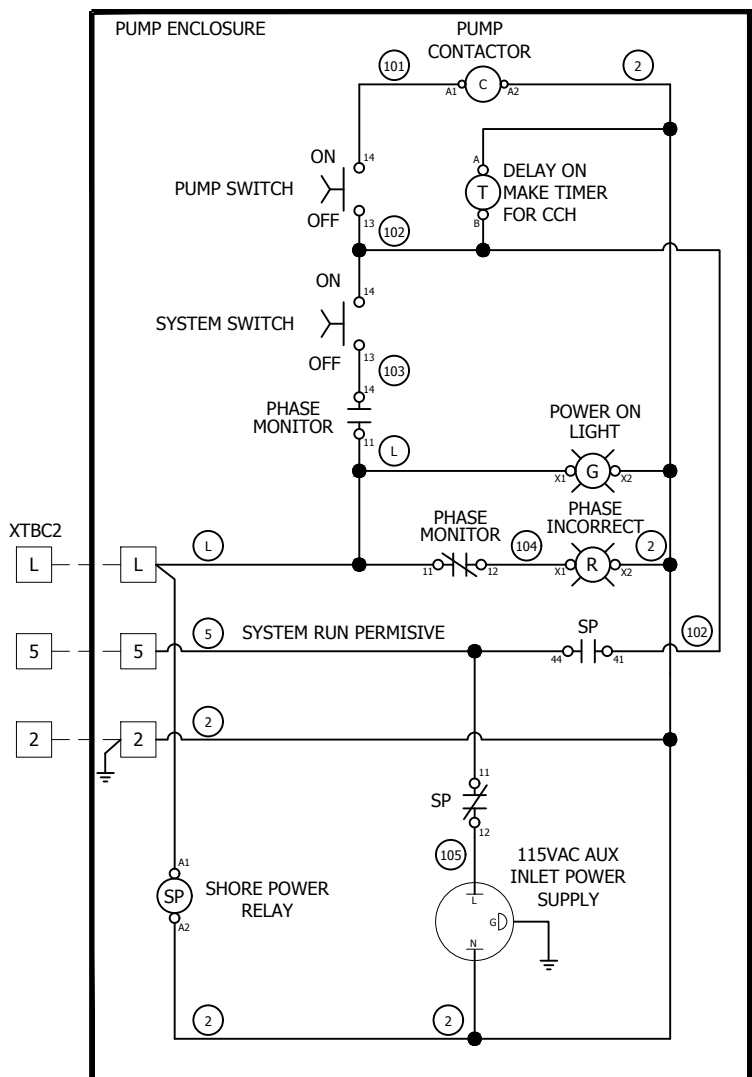 PUMP ENCLOSURE
PUMP
CONTACTOR
101
2
C
A1
A2
ON
14
PUMP SWITCH
OFF
13
102
A
T
B
DELAY ON
MAKE TIMER
FOR CCH
ON
14
SYSTEM SWITCH
OFF
13
103
14
PHASE
MONITOR
11
L
POWER ON
LIGHT
X1
G
X2
XTBC2
L
L
L
PHASE
MONITOR
11
12
104
PHASE
INCORRECT
X1
R
X2
2
5
5
5
SYSTEM RUN PERMISIVE
SP
44
41
102
2
2
2
SP
11
12
105
115VAC AUX
INLET POWER
SUPPLY
L
G
N
A1
SP
A2
SHORE POWER
RELAY
2
2